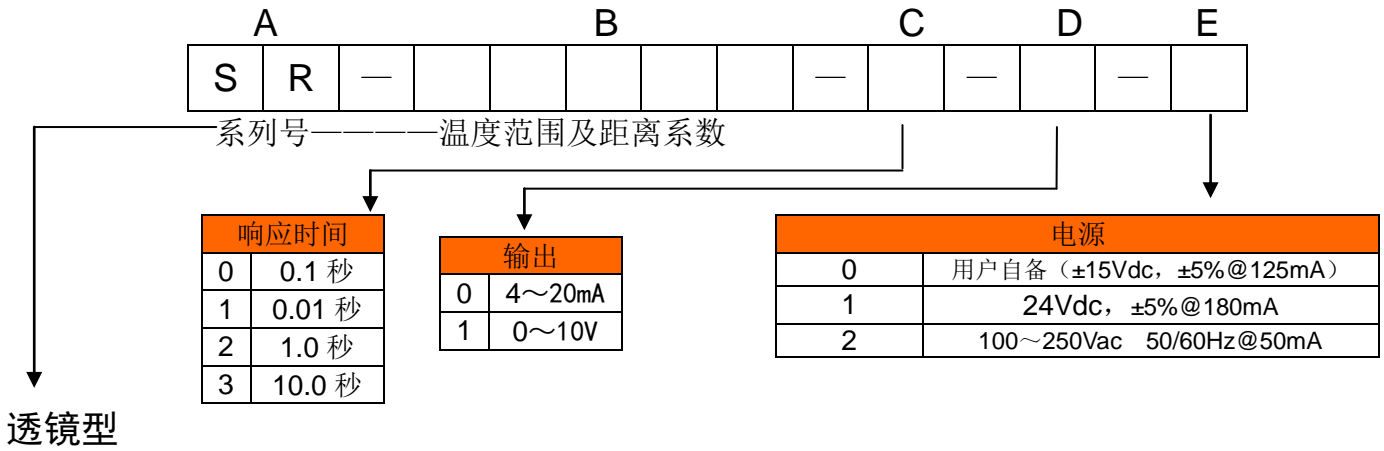 A B C D E
S R — — — —
系列号————温度范围及距离系数
响应时间
0 0.1 秒
1 0.01 秒
2 1.0 秒
3 10.0 秒
输出
0 4～20mA
1 0～10V
电源
0 用户自备（±15Vdc，±5%@125mA）
1 24Vdc，±5%@180mA
2 100～250Vac 50/60Hz@50mA
透镜型